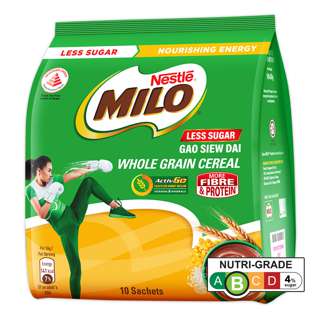 LESS SUGAR
NOURISHING ENERGY
Nestlé
MILO
LESS SUGAR
GAO SIEW DAI
WHOLE GRAIN CEREAL
ActivGO
MORE
FIBRE
& PROTEIN
10 Sachets
NUTRI-GRADE
A B C D 4%
sugar